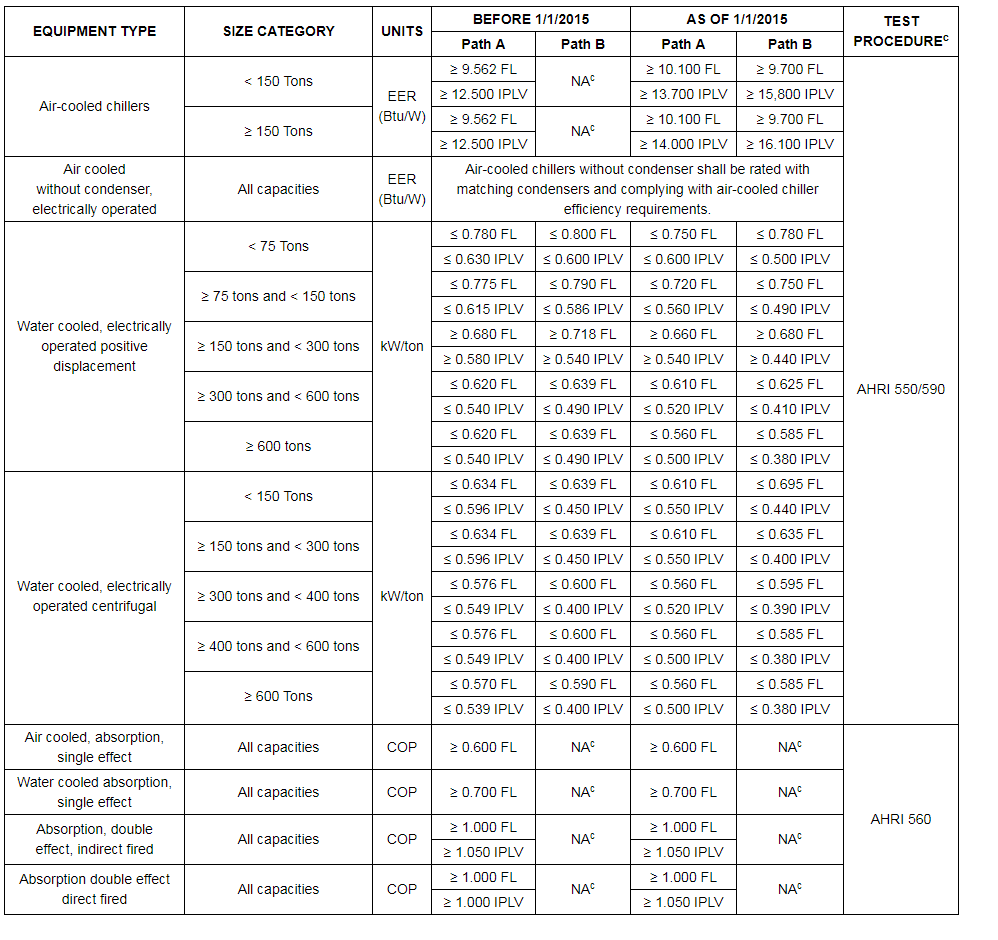 EQUIPMENT TYPE SIZE CATEGORY UNITS BEFORE 1/1/2015 AS OF 1/1/2015 TEST PROCEDUREᶜ
Path A Path B Path A Path B
Air-cooled chillers
< 150 Tons
EER
(Btu/W)
≥ 9.562 FL NAᶜ ≥ 10.100 FL ≥ 9.700 FL
≥ 12.500 IPLV ≥ 13.700 IPLV ≥ 15,800 IPLV
≥ 150 Tons
≥ 9.562 FL NAᶜ ≥ 10.100 FL ≥ 9.700 FL
≥ 12.500 IPLV ≥ 14.000 IPLV ≥ 16.100 IPLV
Air cooled
without condenser,
electrically operated
All capacities
EER
(Btu/W)
Air-cooled chillers without condenser shall be rated with
matching condensers and complying with air-cooled chiller
efficiency requirements.
Water cooled, electrically
operated positive
displacement
kW/ton
< 75 Tons
≤ 0.780 FL ≤ 0.800 FL ≤ 0.750 FL ≤ 0.780 FL
≤ 0.630 IPLV ≤ 0.600 IPLV ≤ 0.600 IPLV ≤ 0.500 IPLV
≥ 75 tons and < 150 tons
≤ 0.775 FL ≤ 0.790 FL ≤ 0.720 FL ≤ 0.750 FL
≤ 0.615 IPLV ≤ 0.586 IPLV ≤ 0.560 IPLV ≤ 0.490 IPLV
≥ 150 tons and < 300 tons
≥ 0.680 FL ≥ 0.718 FL ≥ 0.660 FL ≥ 0.680 FL
≥ 0.580 IPLV ≥ 0.540 IPLV ≥ 0.540 IPLV ≥ 0.440 IPLV
≥ 300 tons and < 600 tons
≤ 0.620 FL ≤ 0.639 FL ≤ 0.610 FL ≤ 0.625 FL
≤ 0.540 IPLV ≤ 0.490 IPLV ≤ 0.520 IPLV ≤ 0.410 IPLV
≥ 600 tons
≤ 0.620 FL ≤ 0.639 FL ≤ 0.560 FL ≤ 0.585 FL
≤ 0.540 IPLV ≤ 0.490 IPLV ≤ 0.500 IPLV ≤ 0.380 IPLV
AHRI 550/590
Water cooled, electrically
operated centrifugal
kW/ton
< 150 Tons
≤ 0.634 FL ≤ 0.639 FL ≤ 0.610 FL ≤ 0.695 FL
≤ 0.596 IPLV ≤ 0.450 IPLV ≤ 0.550 IPLV ≤ 0.440 IPLV
≥ 150 tons and < 300 tons
≤ 0.634 FL ≤ 0.639 FL ≤ 0.610 FL ≤ 0.635 FL
≤ 0.596 IPLV ≤ 0.450 IPLV ≤ 0.550 IPLV ≤ 0.400 IPLV
≥ 300 tons and < 400 tons
≤ 0.576 FL ≤ 0.600 FL ≤ 0.560 FL ≤ 0.595 FL
≤ 0.549 IPLV ≤ 0.400 IPLV ≤ 0.520 IPLV ≤ 0.390 IPLV
≥ 400 tons and < 600 tons
≤ 0.576 FL ≤ 0.600 FL ≤ 0.560 FL ≤ 0.585 FL
≤ 0.549 IPLV ≤ 0.400 IPLV ≤ 0.500 IPLV ≤ 0.380 IPLV
≥ 600 Tons
≤ 0.570 FL ≤ 0.590 FL ≤ 0.560 FL ≤ 0.585 FL
≤ 0.539 IPLV ≤ 0.400 IPLV ≤ 0.500 IPLV ≤ 0.380 IPLV
Air cooled, absorption,
single effect
All capacities COP ≥ 0.600 FL NAᶜ ≥ 0.600 FL NAᶜ
Water cooled absorption,
single effect
All capacities COP ≥ 0.700 FL NAᶜ ≥ 0.700 FL NAᶜ
AHRI 560
Absorption, double
effect, indirect fired
All capacities COP
≥ 1.000 FL NAᶜ ≥ 1.000 FL NAᶜ
≥ 1.050 IPLV ≥ 1.050 IPLV
Absorption double effect
direct fired
All capacities COP
≥ 1.000 FL NAᶜ ≥ 1.000 FL NAᶜ
≥ 1.000 IPLV ≥ 1.050 IPLV